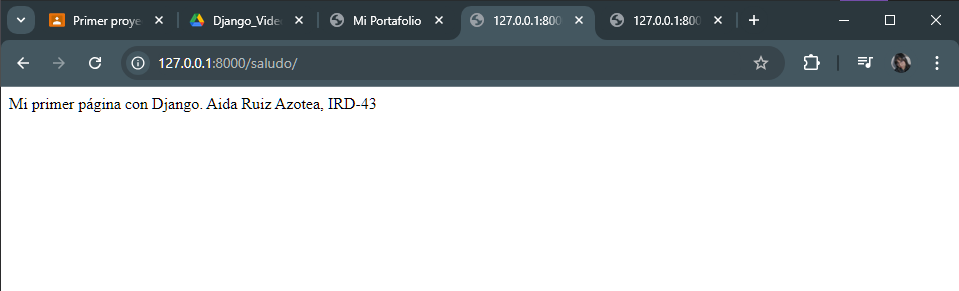 Primer proye
Django_Vide
Mi Portafolio
127.0.0.1:800
127.0.0.1:800
127.0.0.1:8000/saludo/
Mi primer página con Django. Aida Ruiz Azotea, IRD-43